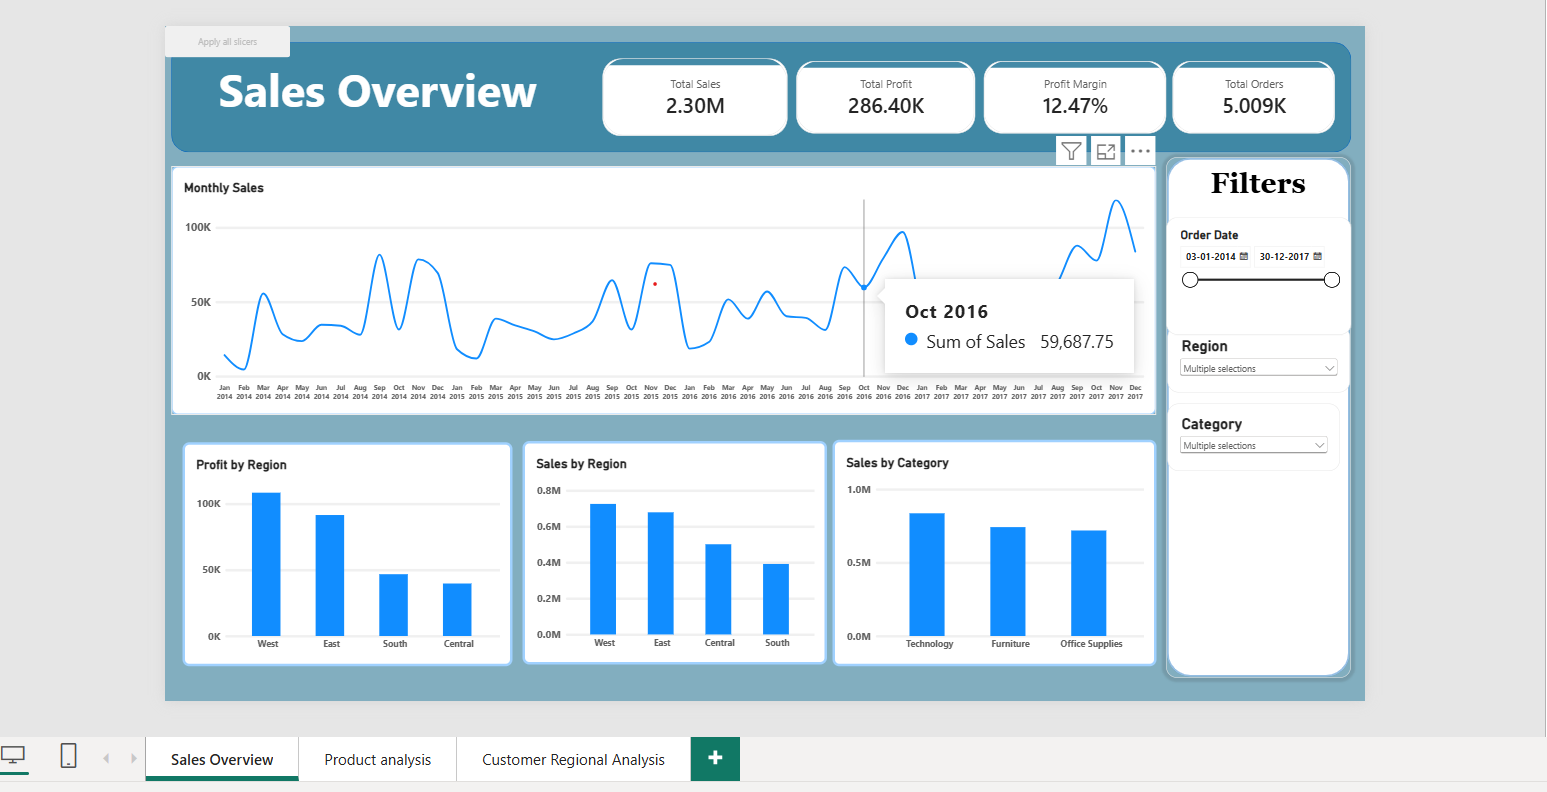 Apply all slicers
Sales Overview
Total Sales
2.30M
Total Profit
286.40K
Profit Margin
12.47%
Total Orders
5.009K
Monthly Sales
100K
50K
0K
Jan Feb Mar Apr May Jun Jul Aug Sep Oct Nov Dec Jan Feb Mar Apr May Jun Jul Aug Sep Oct Nov Dec Jan Feb Mar Apr May Jun Jul Aug Sep Oct Nov Dec Jan Feb Mar Apr May Jun Jul Aug Sep Oct Nov Dec
2014 2014 2014 2014 2014 2014 2014 2014 2014 2014 2014 2014 2015 2015 2015 2015 2015 2015 2015 2015 2015 2015 2015 2015 2016 2016 2016 2016 2016 2016 2016 2016 2016 2016 2016 2016 2017 2017 2017 2017 2017 2017 2017 2017 2017 2017 2017 2017
Oct 2016
Sum of Sales 59,687.75
Filters
Order Date
03-01-2014 30-12-2017
Region
Multiple selections
Category
Multiple selections
Profit by Region
100K
50K
0K
West East South Central
Sales by Region
0.8M
0.6M
0.4M
0.2M
0.0M
West East Central South
Sales by Category
1.0M
0.5M
0.0M
Technology Furniture Office Supplies
Sales Overview
Product analysis
Customer Regional Analysis